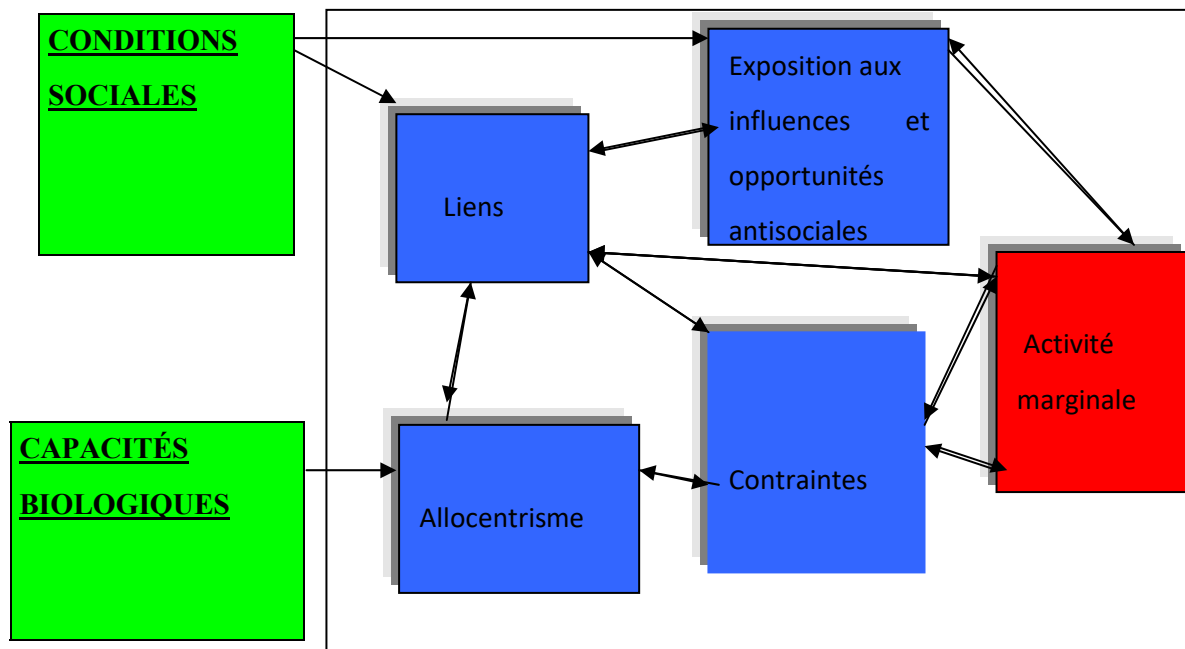 CONDITIONS
SOCIALES
Exposition aux
influences et
opportunités
antisociales
Liens
Activité
marginale
CAPACITÉS
BIOLOGIQUES
Contraintes
Allocentrisme